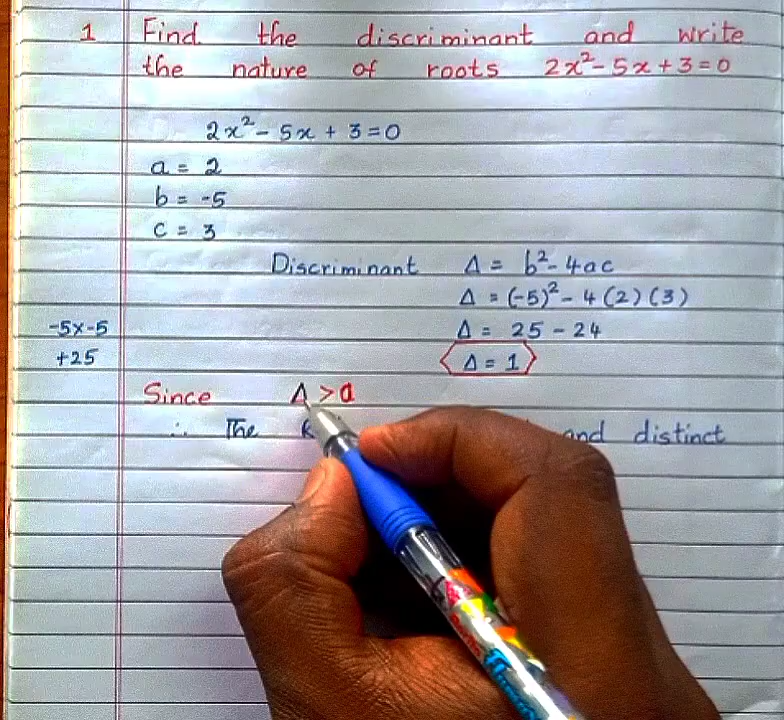 1 Find the discriminant and write
the nature of roots 2x²-5x+3=0
2x²-5x+3=0
a = 2
b = -5
c = 3
Discriminant Δ = b²-4ac
Δ = (-5)²-4(2)(3)
-5x-5 Δ = 25-24
+25 Δ = 1
Since Δ >
∴ The and distinct